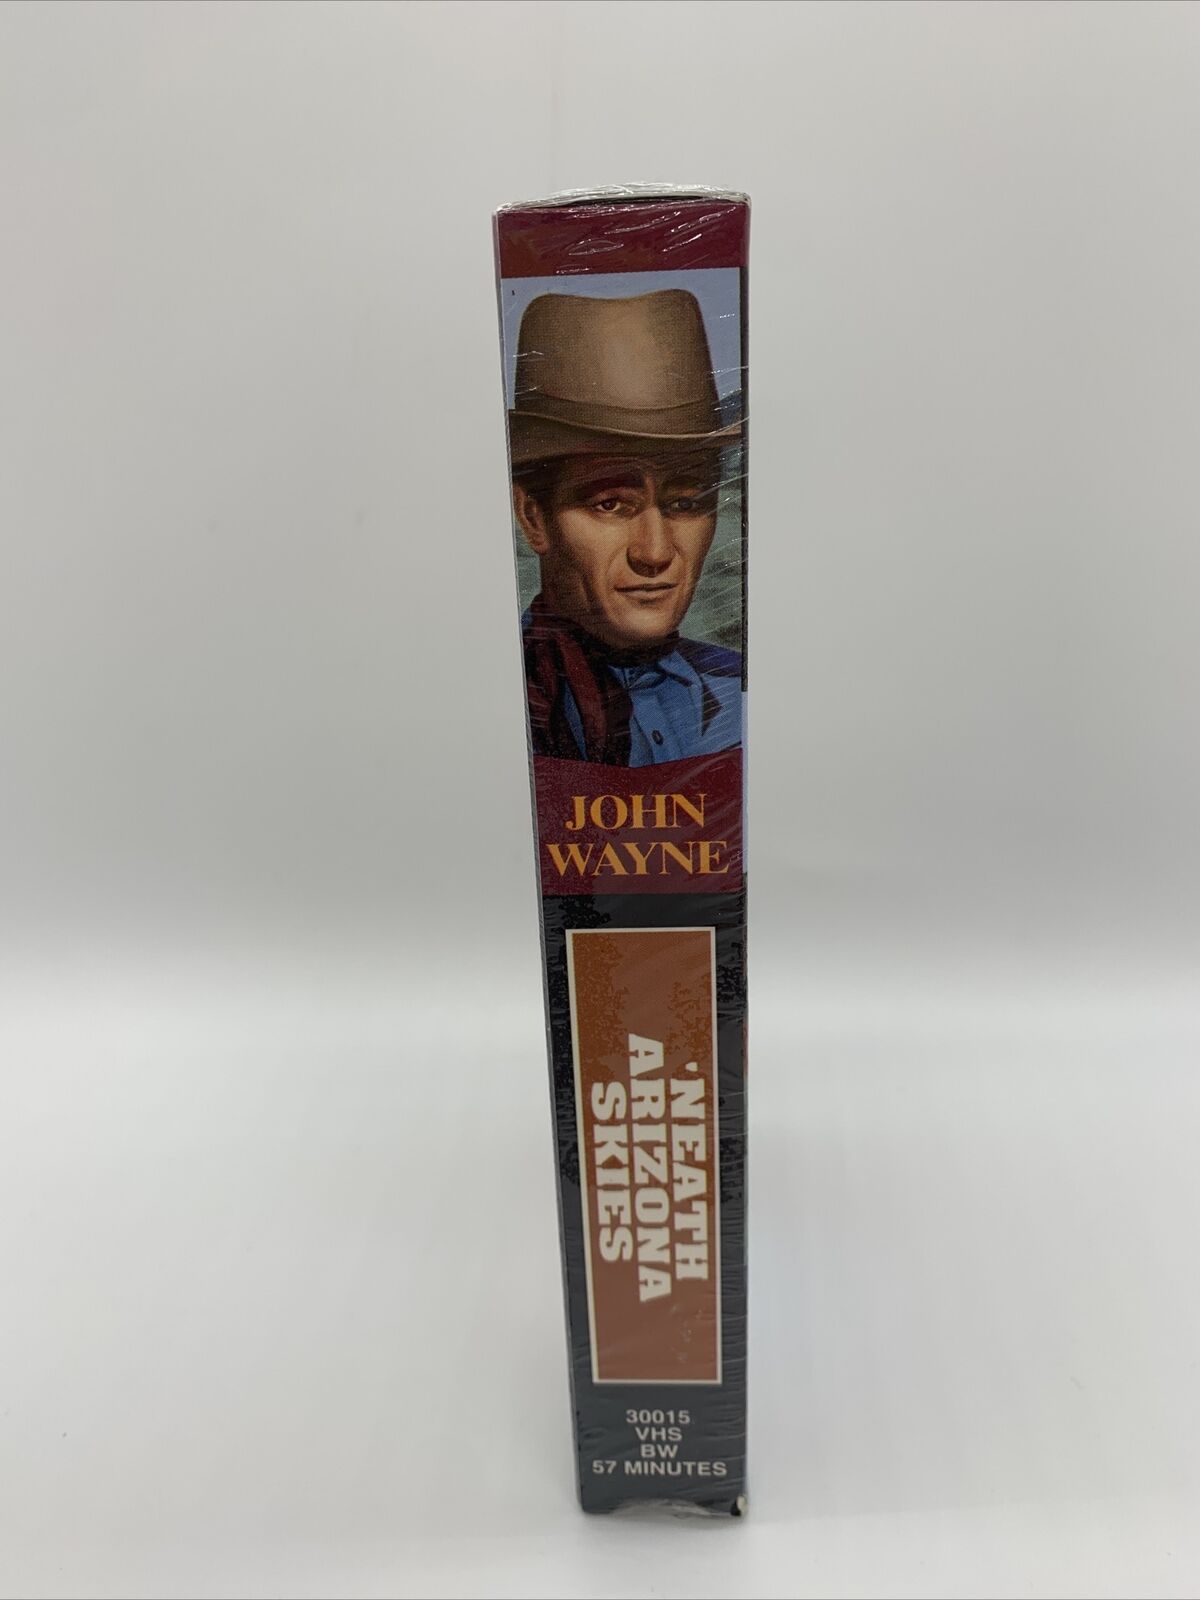 JOHN
WAYNE
'NEATH
ARIZONA
SKIES
30015
VHS
BW
57 MINUTES